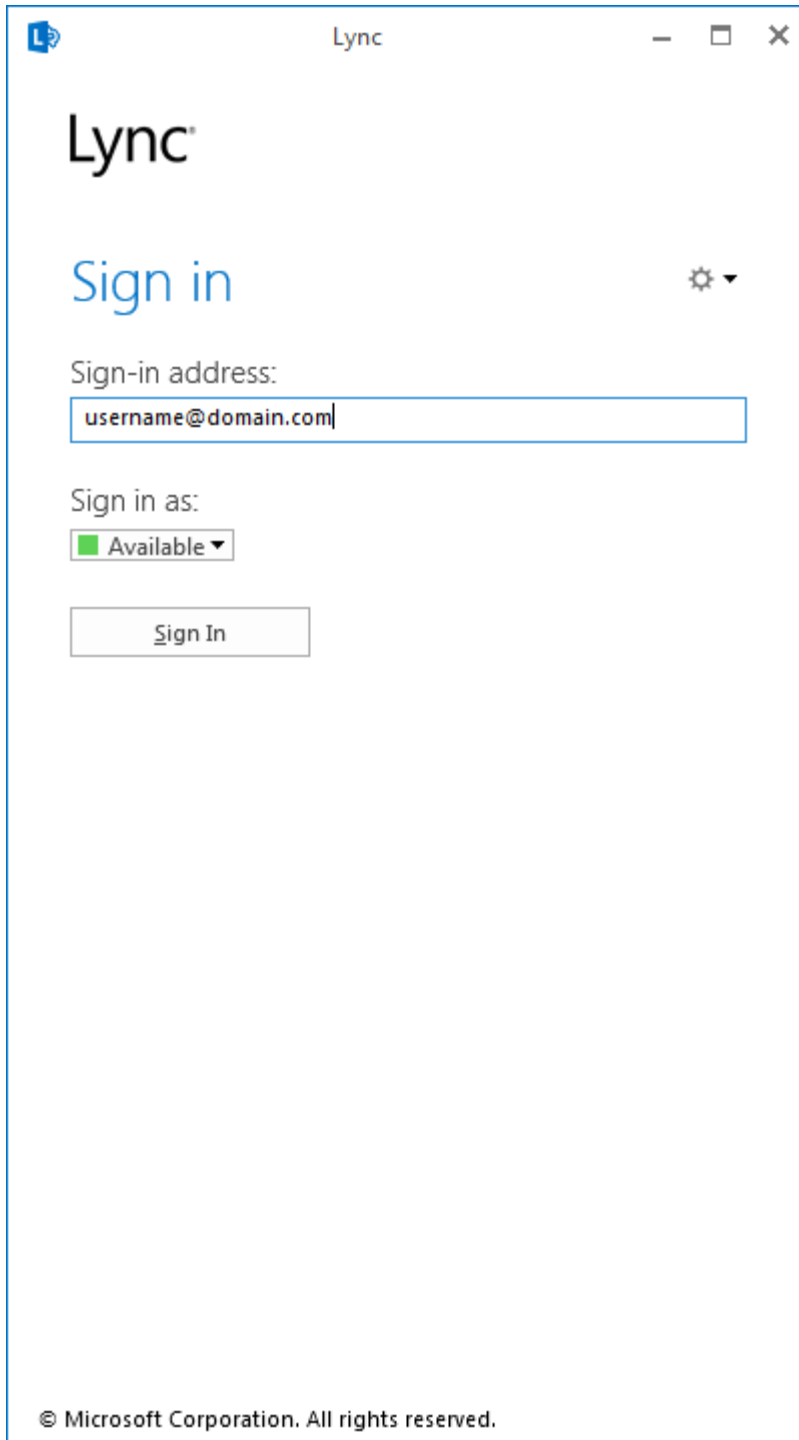 Lync
Lync®
Sign in
Sign-in address:
username@domain.com
Sign in as:
Available
Sign In
© Microsoft Corporation. All rights reserved.